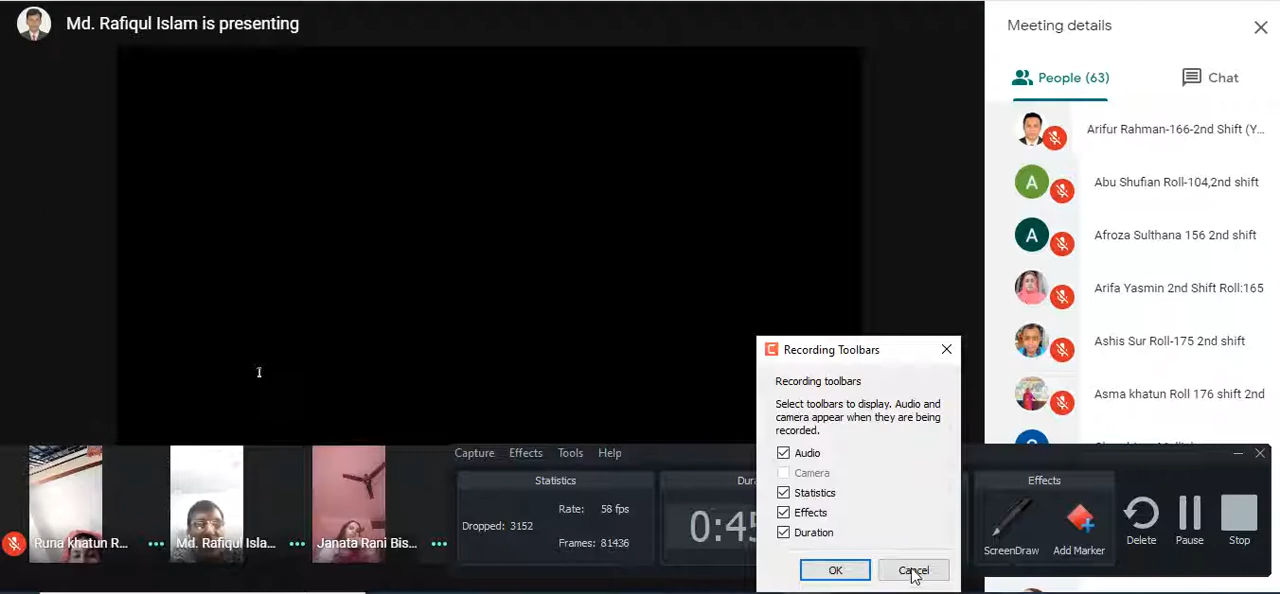 Md. Rafiqul Islam is presenting
Meeting details
People (63)
Chat
Arifur Rahman-166-2nd Shift (Y...
A
Abu Shufian Roll-104,2nd shift
A
Afroza Sulthana 156 2nd shift
Arifa Yasmin 2nd Shift Roll:165
Ashis Sur Roll-175 2nd shift
Asma khatun Roll 176 shift 2nd
Runa khatun R...
Md. Rafiqul Isla...
Janata Rani Bis...
Capture Effects Tools Help
Statistics
Dropped: 3152
Rate: 58 fps
Frames: 81436
0:45
Recording Toolbars
Recording toolbars
Select toolbars to display. Audio and
camera appear when they are being
recorded.
Audio
Camera
Statistics
Effects
Duration
OK
Cancel
Effects
ScreenDraw
Add Marker
Delete
Pause
Stop